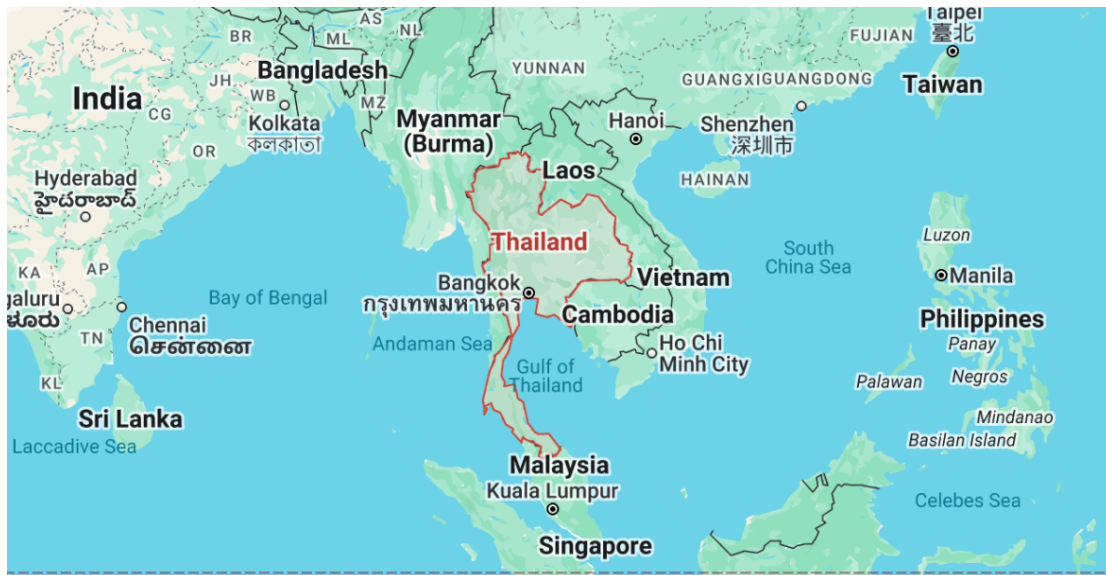 Taipei
臺北
AS
NL
BR
ML
FUJIAN
Bangladesh
YUNNAN
GUANGXI
GUANGDONG
Taiwan
JH
WB
India
MZ
CG
Kolkata
কলকাতা
Myanmar
(Burma)
Hanoi
Shenzhen
深圳市
OR
Laos
Hyderabad
హైదరాబాద్
HAINAN
Thailand
Luzon
South
China Sea
KA
AP
Vietnam
Manila
Bangkok
กรุงเทพมหานคร
galuru
Bay of Bengal
Cambodia
Philippines
Chennai
சென்னை
TN
Andaman Sea
Ho Chi
Minh City
Panay
Gulf of
Thailand
KL
Palawan
Negros
Sri Lanka
Mindanao
Laccadive Sea
Basilan Island
Malaysia
Kuala Lumpur
Celebes Sea
Singapore